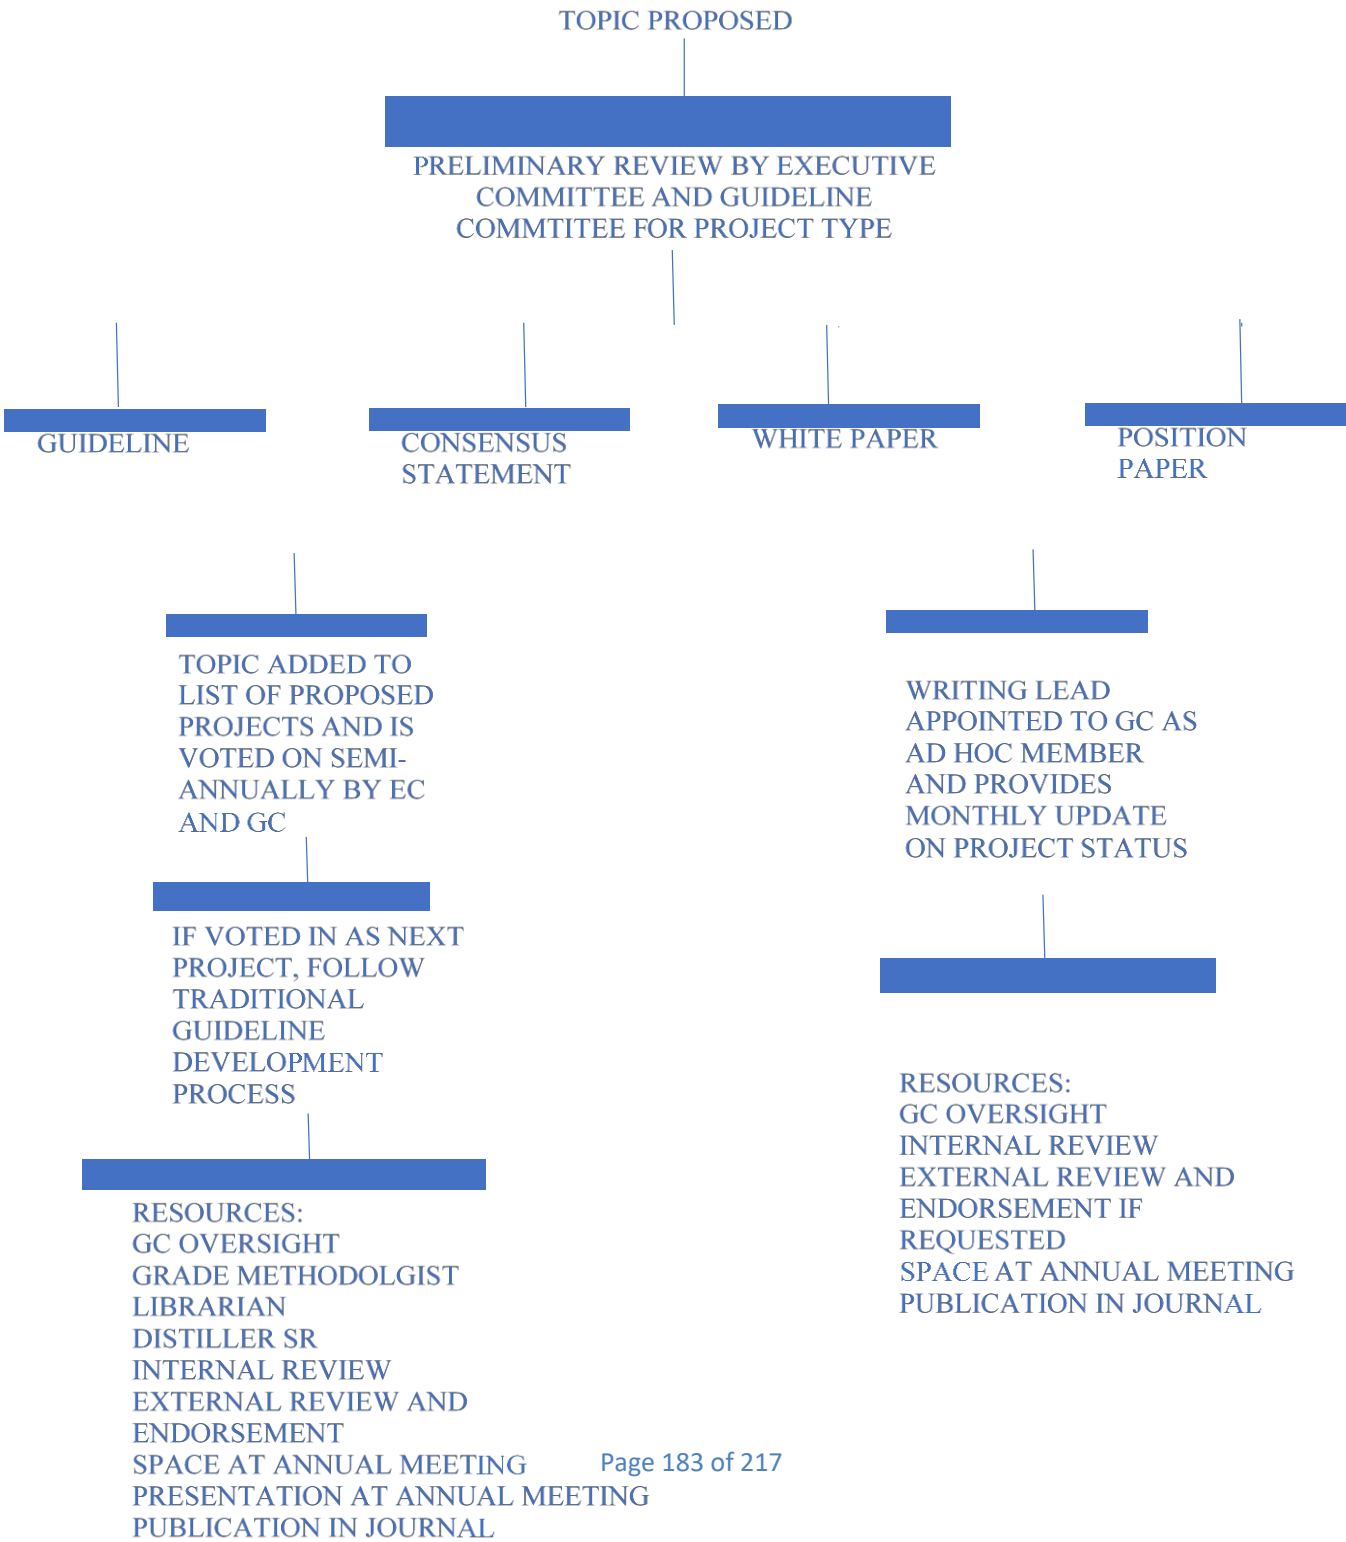 TOPIC PROPOSED
PRELIMINARY REVIEW BY EXECUTIVE
COMMITTEE AND GUIDELINE
COMMTITEE FOR PROJECT TYPE
GUIDELINE
CONSENSUS
STATEMENT
WHITE PAPER
POSITION
PAPER
TOPIC ADDED TO
LIST OF PROPOSED
PROJECTS AND IS
VOTED ON SEMI-
ANNUALLY BY EC
AND GC
IF VOTED IN AS NEXT
PROJECT, FOLLOW
TRADITIONAL
GUIDELINE
DEVELOPMENT
PROCESS
RESOURCES:
GC OVERSIGHT
GRADE METHODOLGIST
LIBRARIAN
DISTILLER SR
INTERNAL REVIEW
EXTERNAL REVIEW AND
ENDORSEMENT
SPACE AT ANNUAL MEETING
PRESENTATION AT ANNUAL MEETING
PUBLICATION IN JOURNAL
WRITING LEAD
APPOINTED TO GC AS
AD HOC MEMBER
AND PROVIDES
MONTHLY UPDATE
ON PROJECT STATUS
RESOURCES:
GC OVERSIGHT
INTERNAL REVIEW
EXTERNAL REVIEW AND
ENDORSEMENT IF
REQUESTED
SPACE AT ANNUAL MEETING
PUBLICATION IN JOURNAL
Page 183 of 217